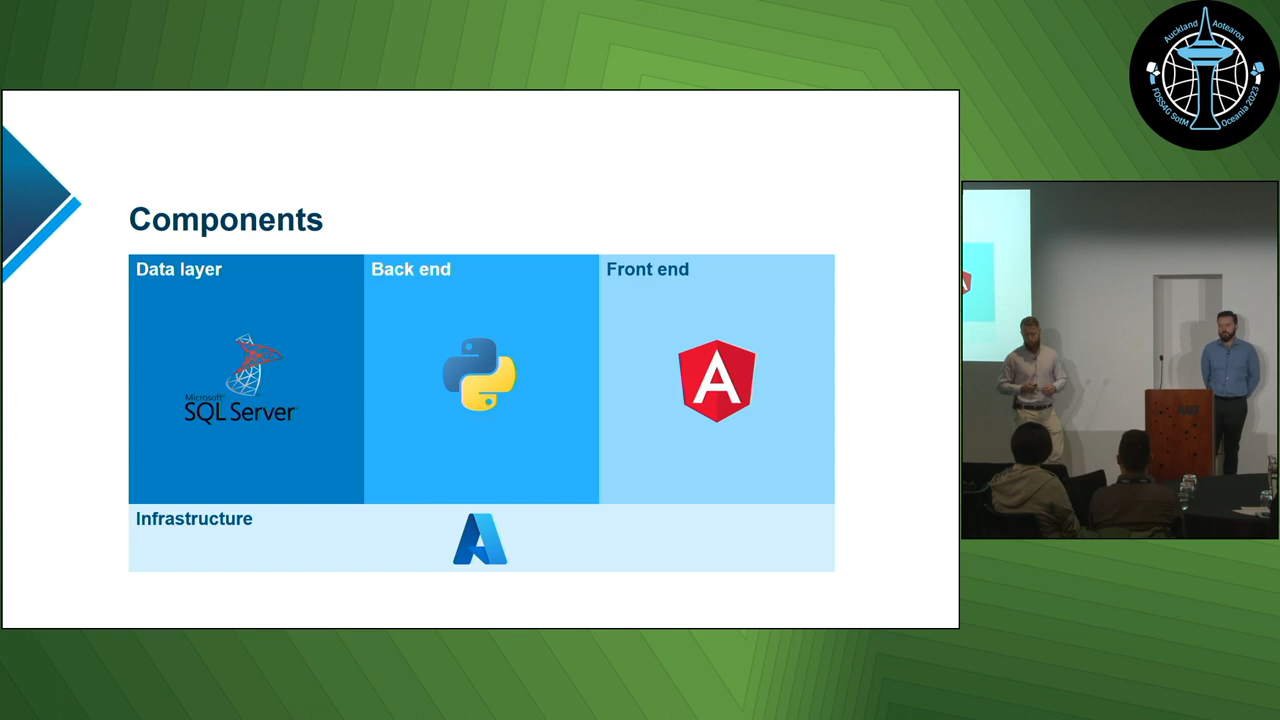 Components
Data layer
Back end
Front end
Microsoft
SQL Server
Infrastructure
Auckland Aotearoa
FOSS4G SotM Oceania 2023